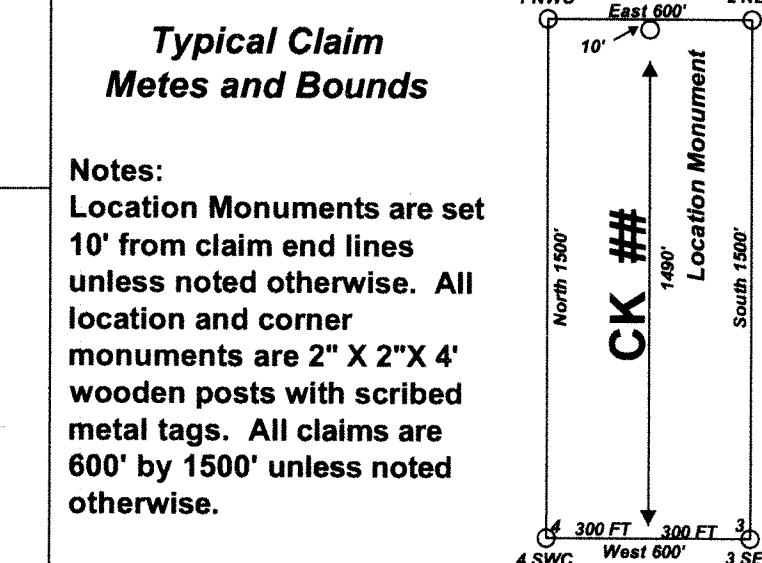 Typical Claim
Metes and Bounds
Notes:
Location Monuments are set
10' from claim end lines
unless noted otherwise. All
location and corner
monuments are 2" X 2"X 4'
wooden posts with scribed
metal tags. All claims are
600' by 1500' unless noted
otherwise.
East 600'
10'
Location Monument
CK ##
1490'
North 1500'
South 1500'
4
300 FT
300 FT
3
4 SWC
West 600'